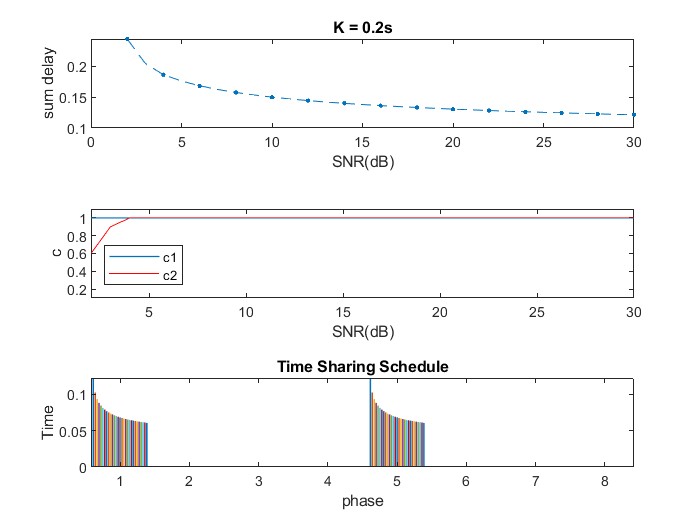 K = 0.2s
0.2
0.15
0.1
sum delay
0 5 10 15 20 25 30
SNR(dB)
1
0.8
0.6
0.4
0.2
c
c1
c2
5 10 15 20 25 30
SNR(dB)
Time Sharing Schedule
0.1
0.05
0
Time
1 2 3 4 5 6 7 8
phase